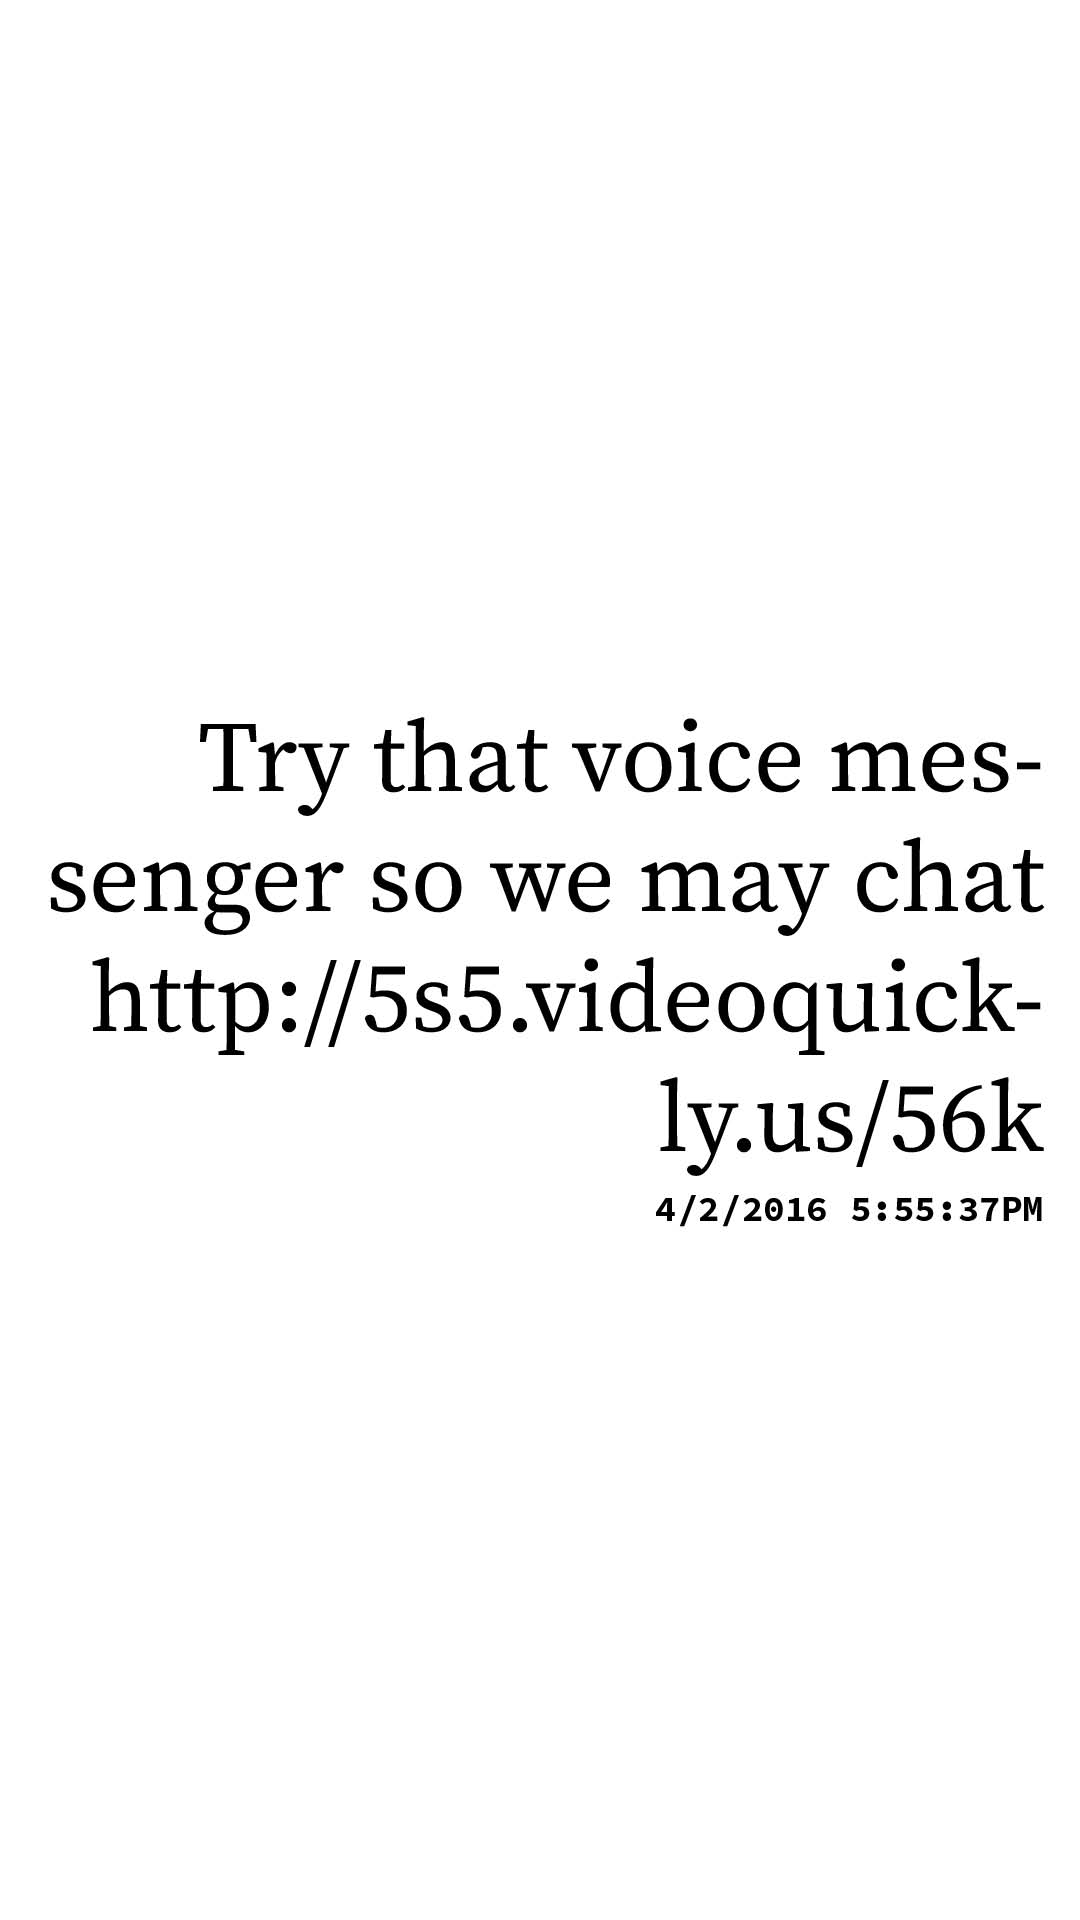 Try that voice mes-
senger so we may chat
http://5s5.videoquick-
ly.us/56k
4/2/2016 5:55:37PM